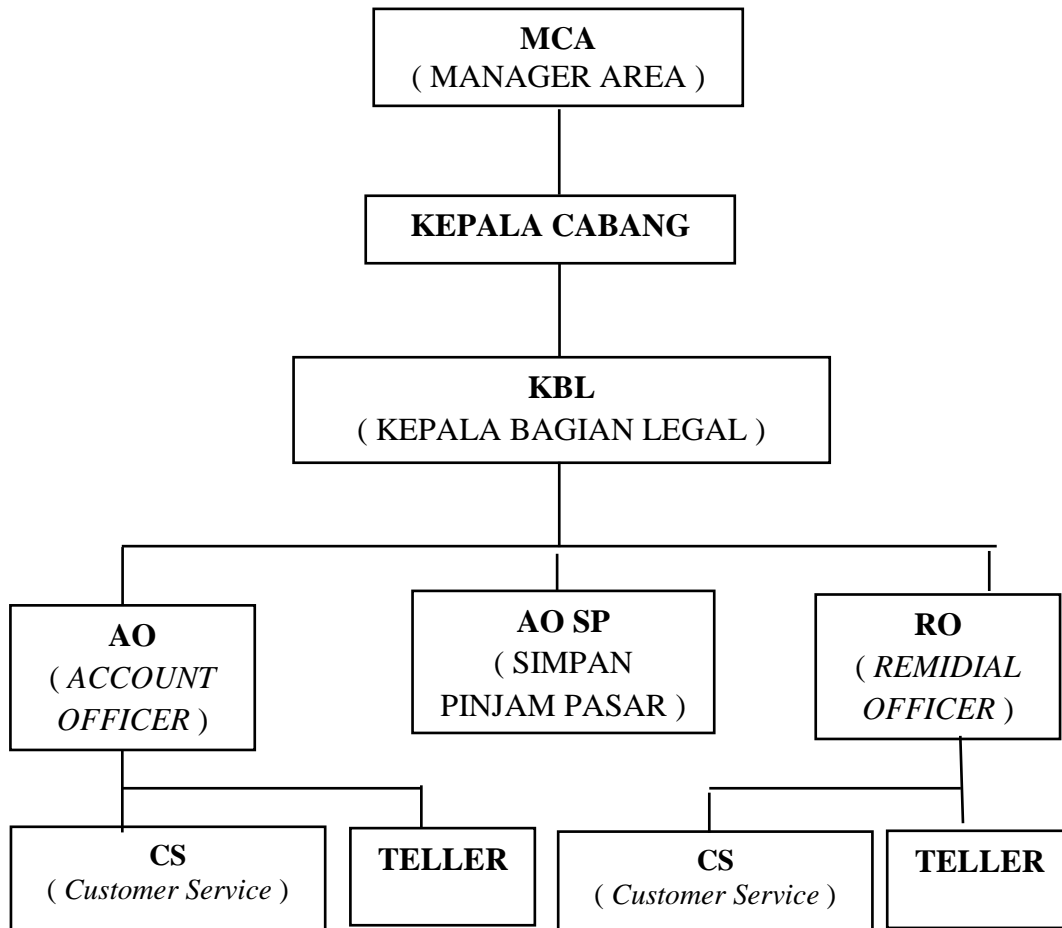 MCA
( MANAGER AREA )
KEPALA CABANG
KBL
( KEPALA BAGIAN LEGAL )
AO
( ACCOUNT
OFFICER )
AO SP
( SIMPAN
PINJAM PASAR )
RO
( REMIDIAL
OFFICER )
CS
( Customer Service )
TELLER
CS
( Customer Service )
TELLER